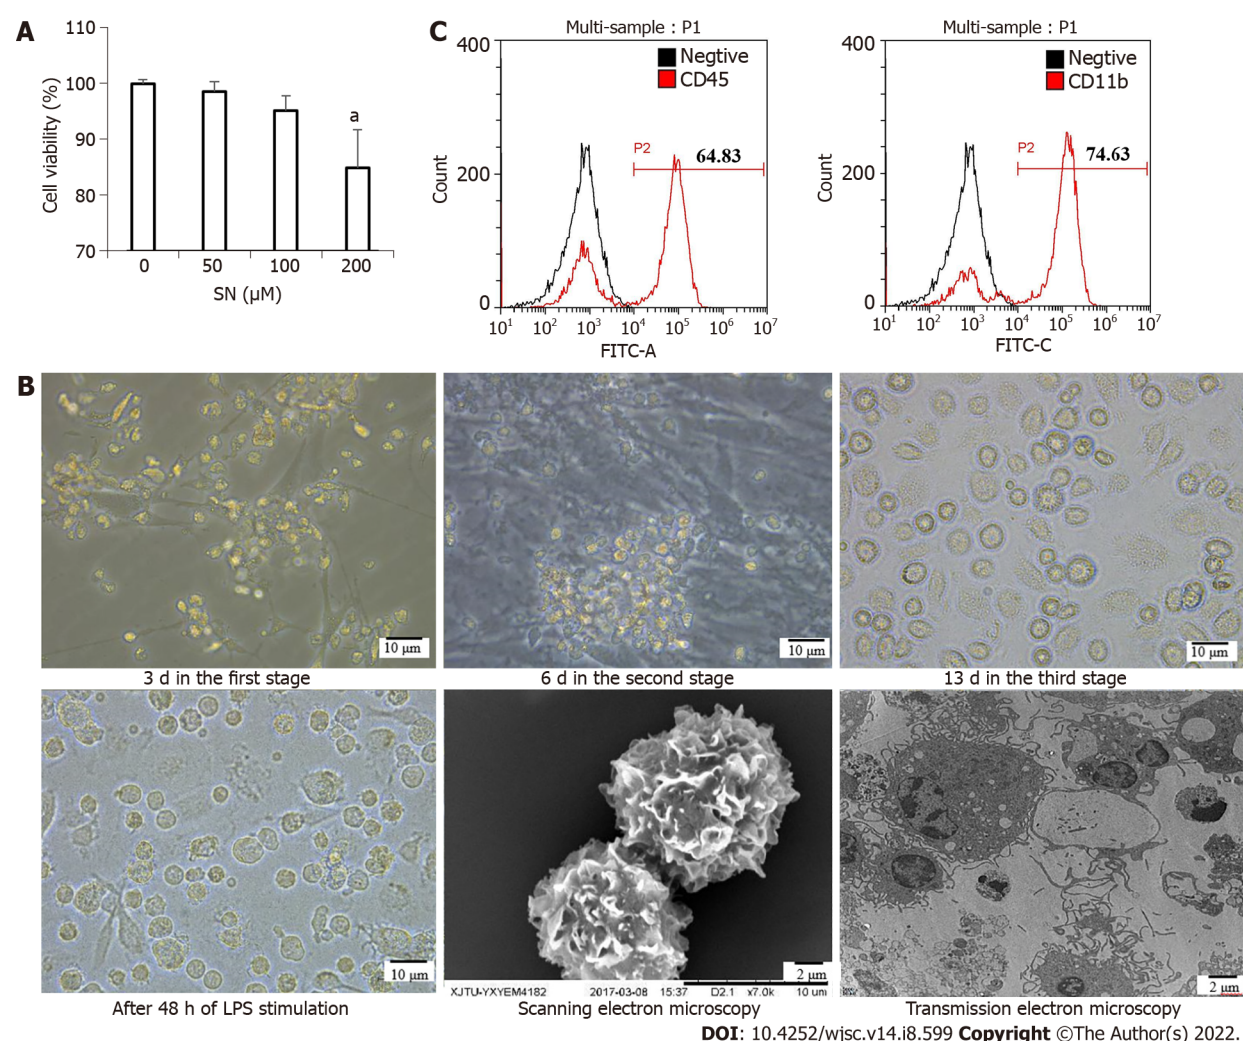 A
110
100
90
80
70
Cell viability (%)
a
0 50 100 200
SN (µM)
C
Multi-sample : P1
400
200
0
Count
Negtive
CD45
P2
64.83
10¹ 10² 10³ 10⁴ 10⁵ 10⁶ 10⁷
FITC-A
Multi-sample : P1
400
200
0
Count
Negtive
CD11b
P2
74.63
10¹ 10² 10³ 10⁴ 10⁵ 10⁶ 10⁷
FITC-C
B
10 µm
10 µm
10 µm
3 d in the first stage
6 d in the second stage
13 d in the third stage
10 µm
2 µm
XJTU-YXYEM4182 2017-03-08 15:37 D2.1 x7.0k 10 um
2 µm
After 48 h of LPS stimulation
Scanning electron microscopy
Transmission electron microscopy
DOI: 10.4252/wjsc.v14.i8.599 Copyright ©The Author(s) 2022.